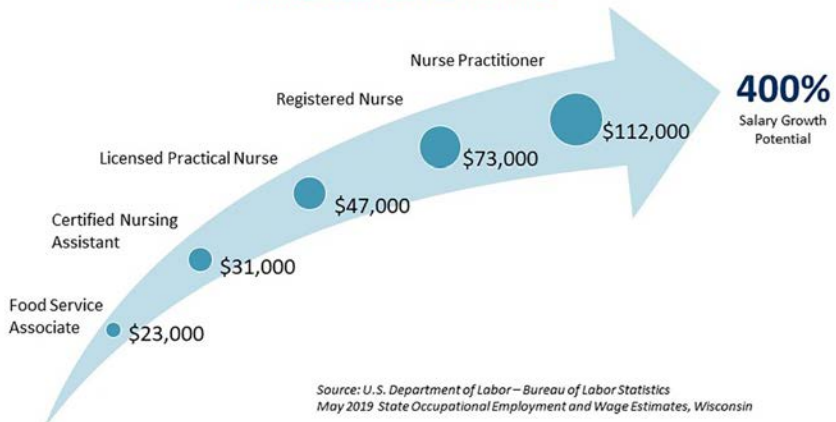 Nurse Practitioner
Registered Nurse
Licensed Practical Nurse
Certified Nursing
Assistant
Food Service
Associate
$23,000
$31,000
$47,000
$73,000
$112,000
400%
Salary Growth
Potential
Source: U.S. Department of Labor – Bureau of Labor Statistics
May 2019 State Occupational Employment and Wage Estimates, Wisconsin